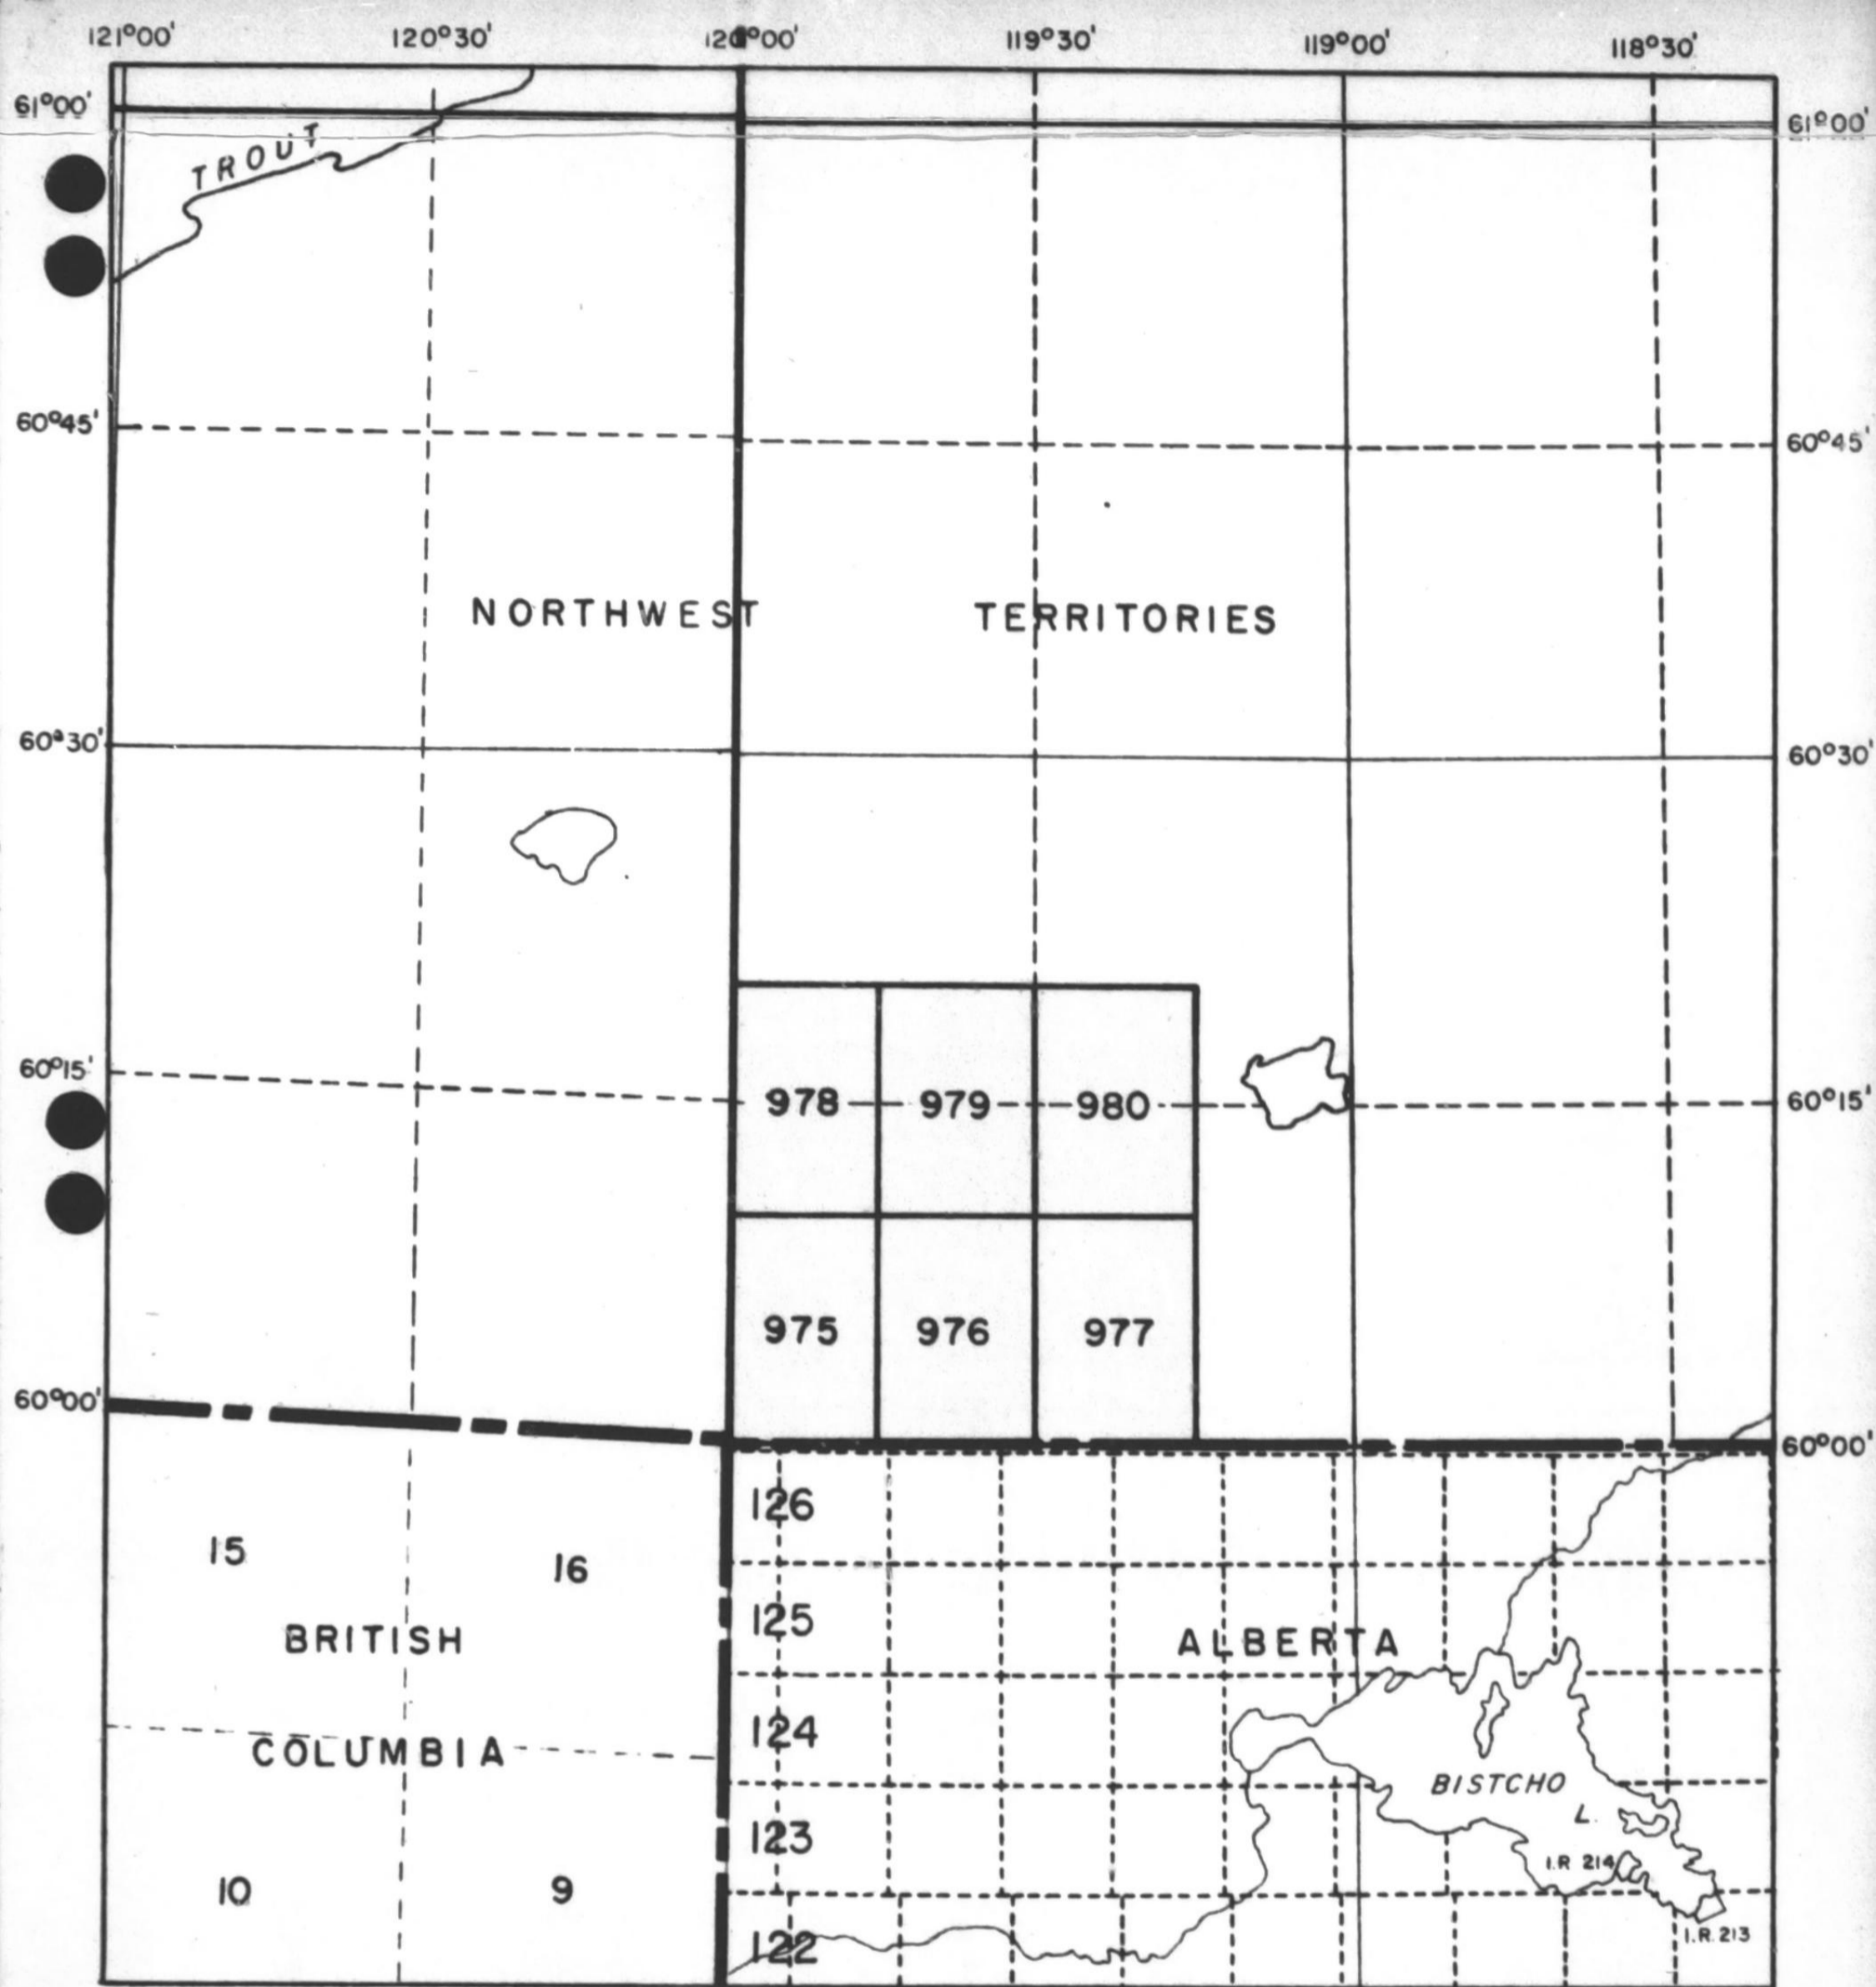 121°00' 120°30' 120°00' 119°30' 119°00' 118°30'
61°00' 61°00'
TROUT
60°45' 60°45'
NORTHWEST TERRITORIES
60°30' 60°30'
60°15' 978 979 980 60°15'
975 976 977
60°00' 60°00'
126
15 16
125
BRITISH ALBERTA
124
COLUMBIA
BISTCHO
L.
123
I.R 214
10 9
I.R. 213
122